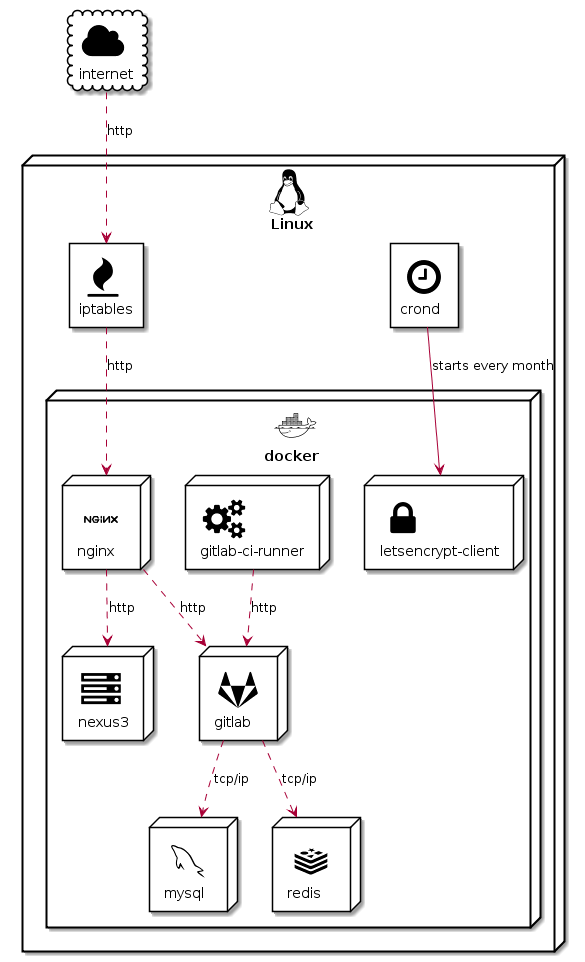 internet
http
Linux
iptables
crond
http
starts every month
docker
NGiNX
nginx
gitlab-ci-runner
letsencrypt-client
http
http
http
nexus3
gitlab
tcp/ip
tcp/ip
mysql
redis